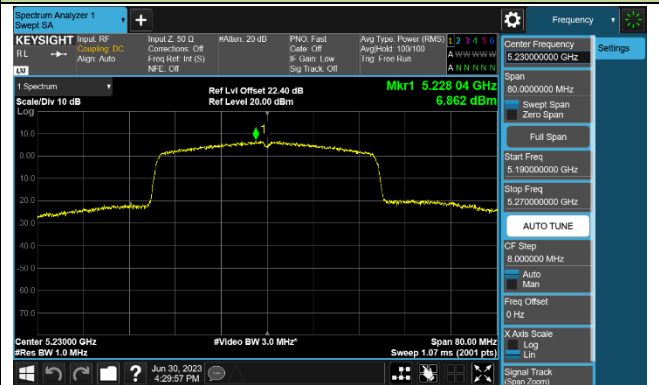 Spectrum Analyzer 1
Swept SA
+
Frequency
KEYSIGHT
RL
LXI
Input: RF
Coupling: DC
Align: Auto
Input Z: 50 Ω
Corrections: Off
Freq Ref: Int (S)
NFE: Off
#Atten: 20 dB
PNO: Fast
Gate: Off
IF Gain: Low
Sig Track: Off
Avg Type: Power (RMS)
Avg|Hold: 100/100
Trig: Free Run
1 2 3 4 5 6
A W W W W W
A N N N N N
1 Spectrum
Scale/Div 10 dB
Log
Ref Lvl Offset 22.40 dB
Ref Level 20.00 dBm
Mkr1 5.228 04 GHz
6.862 dBm
1
10.0
0.00
-10.0
-20.0
-30.0
-40.0
-50.0
-60.0
-70.0
Center 5.23000 GHz
#Res BW 1.0 MHz
#Video BW 3.0 MHz*
Span 80.00 MHz
Sweep 1.07 ms (2001 pts)
Center Frequency
5.230000000 GHz
Settings
Span
80.0000000 MHz
Swept Span
Zero Span
Full Span
Start Freq
5.190000000 GHz
Stop Freq
5.270000000 GHz
AUTO TUNE
CF Step
8.000000 MHz
Auto
Man
Freq Offset
0 Hz
X Axis Scale
Log
Lin
Signal Track
(Span Zoom)
?
Jun 30, 2023
4:29:57 PM